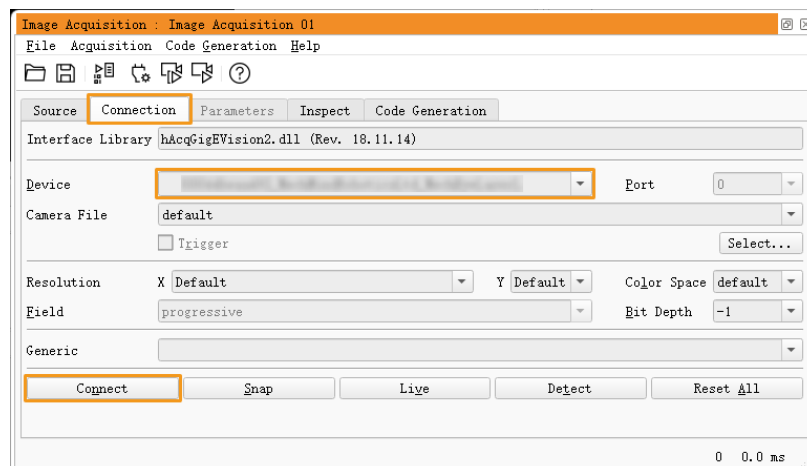 Image Acquisition : Image Acquisition 01
File Acquisition Code Generation Help
Source Connection Parameters Inspect Code Generation
Interface Library hAcqGigEVision2.dll (Rev. 18.11.14)
Device Port 0
Camera File default
Trigger Select...
Resolution X Default Y Default Color Space default
Field progressive Bit Depth -1
Generic
Connect Snap Live Detect Reset All
0 0.0 ms